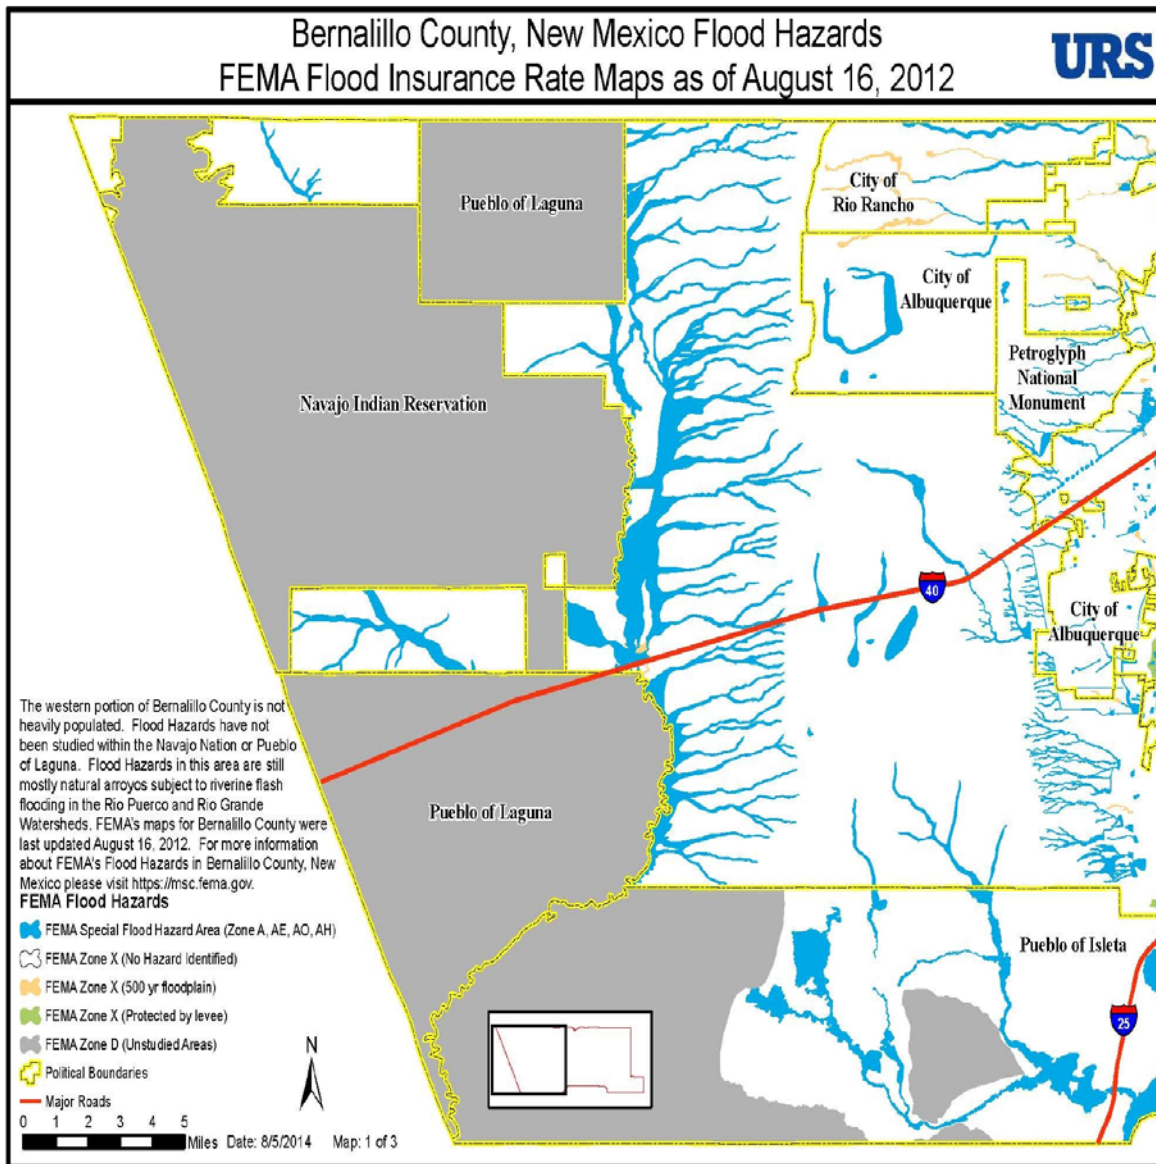 Bernalillo County, New Mexico Flood Hazards
FEMA Flood Insurance Rate Maps as of August 16, 2012
URS
Pueblo of Laguna
City of
Rio Rancho
City of
Albuquerque
Petroglyph
National
Monument
Navajo Indian Reservation
40
City of
Albuquerque
The western portion of Bernalillo County is not
heavily populated. Flood Hazards have not
been studied within the Navajo Nation or Pueblo
of Laguna. Flood Hazards in this area are still
mostly natural arroyos subject to riverine flash
flooding in the Rio Puerco and Rio Grande
Watersheds. FEMA's maps for Bernalillo County were
last updated August 16, 2012. For more information
about FEMA's Flood Hazards in Bernalillo County, New
Mexico please visit https://msc.fema.gov.
Pueblo of Laguna
FEMA Flood Hazards
FEMA Special Flood Hazard Area (Zone A, AE, AO, AH)
FEMA Zone X (No Hazard Identified)
FEMA Zone X (500 yr floodplain)
FEMA Zone X (Protected by levee)
FEMA Zone D (Unstudied Areas)
Political Boundaries
Major Roads
Pueblo of Isleta
25
N
0 1 2 3 4 5
Miles Date: 8/5/2014 Map: 1 of 3